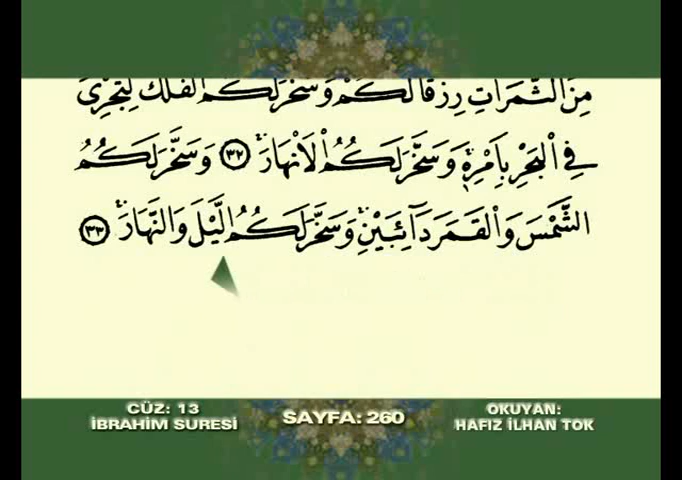 مِنَ الثَّمَرَاتِ رِزْقًا لَكُمْ وَسَخَّرَ لَكُمُ الْفُلْكَ لِتَجْرِيَ
فِي الْبَحْرِ بِاَمْرِهِ وَسَخَّرَ لَكُمُ الْاَنْهَارَ ۚ ﴿٣٢﴾ وَسَخَّرَ لَكُمُ
الشَّمْسَ وَالْقَمَرَ دَائِبَيْنِ ۚ وَسَخَّرَ لَكُمُ الَّيْلَ وَالنَّهَارَ ۚ ﴿٣٣﴾
CÜZ: 13
İBRAHİM SURESİ
SAYFA: 260
OKUYAN:
HAFIZ İLHAN TOK